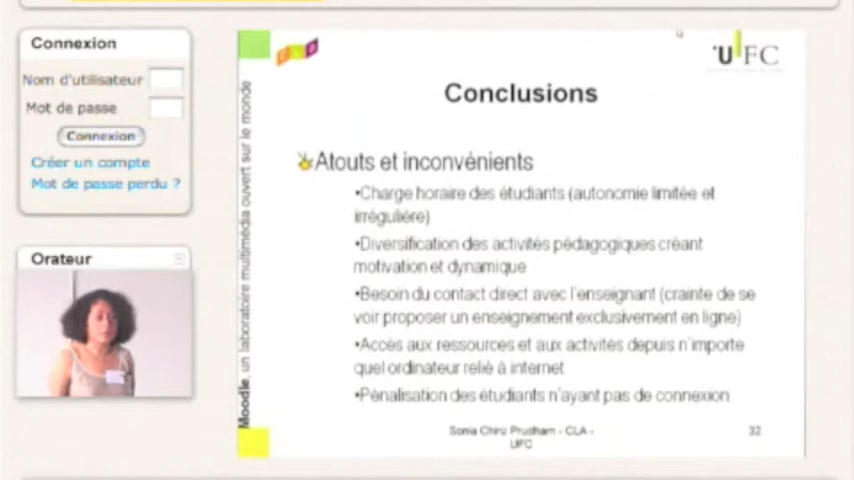 Connexion
Nom d'utilisateur
Mot de passe
Connexion
Créer un compte
Mot de passe perdu ?
Orateur
Moodle, un laboratoire multimédia ouvert sur le monde
UFC
Conclusions
Atouts et inconvénients
•Charge horaire des étudiants (autonomie limitée et
irrégulière)
•Diversification des activités pédagogiques créant
motivation et dynamique
•Besoin du contact direct avec l'enseignant (crainte de se
voir proposer un enseignement exclusivement en ligne)
•Accès aux ressources et aux activités depuis n'importe
quel ordinateur relié à internet
•Pénalisation des étudiants n'ayant pas de connexion
Sonia Chirú Prudham - CLA -
UFC
32